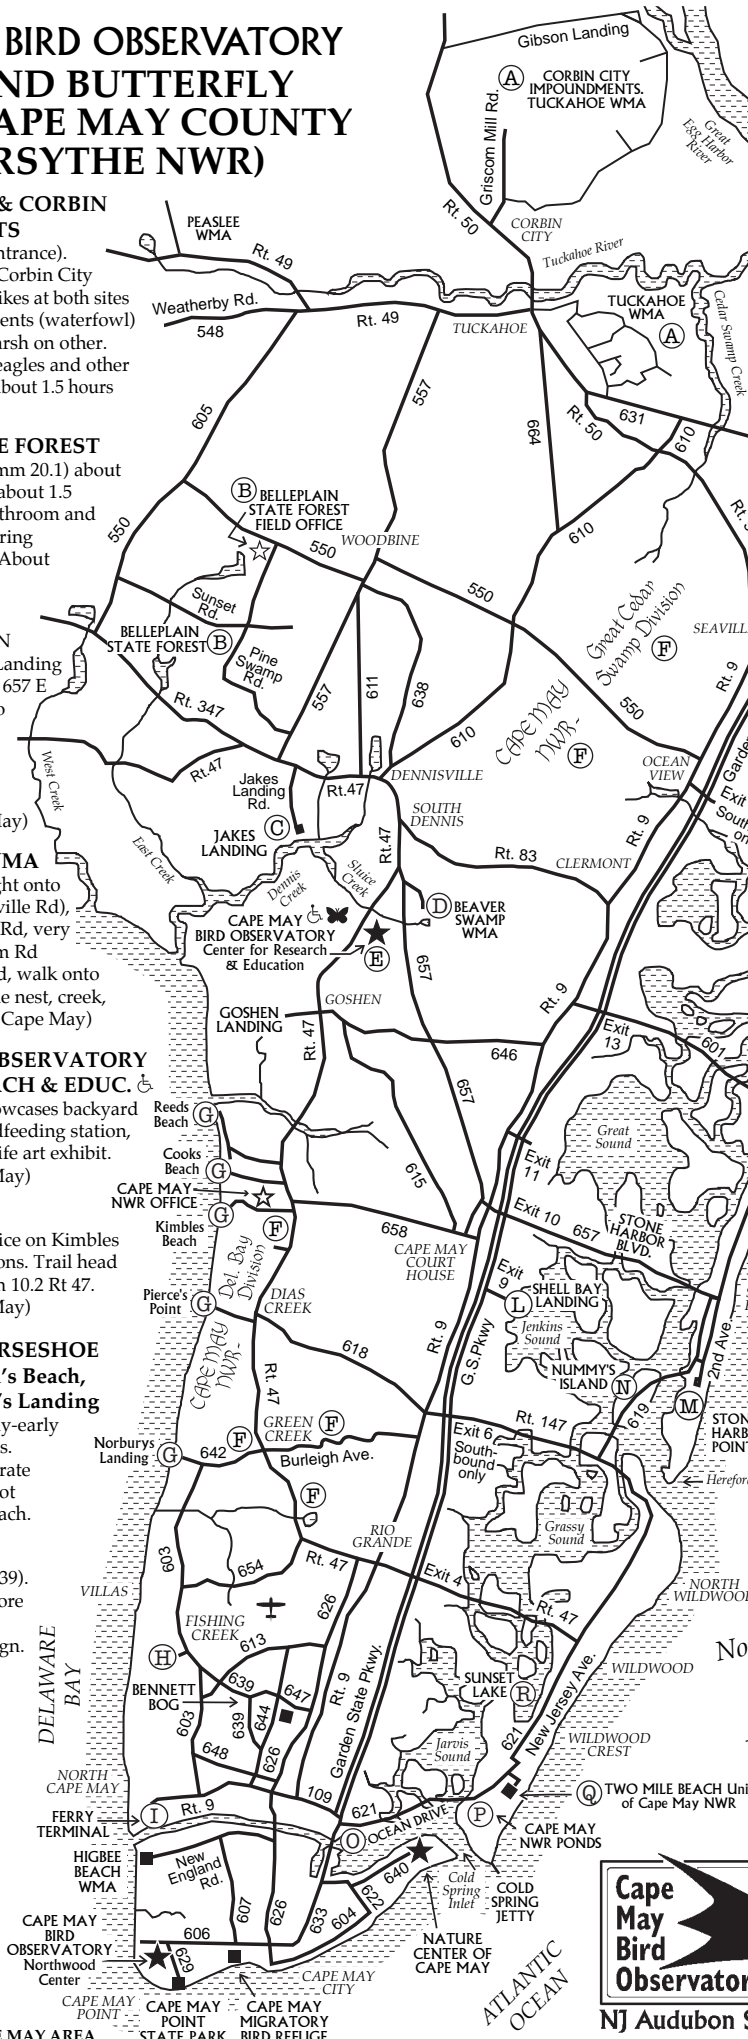 BIRD OBSERVATORY
ND BUTTERFLY
APE MAY COUNTY
RSYTHE NWR)
& CORBIN
TS
ntrance).
Corbin City
ikes at both sites
ents (waterfowl)
arsh on other.
eagles and other
about 1.5 hours
E FOREST
mm 20.1) about
about 1.5
throom and
ring
About
N
Landing
657 E
o
May)
WMA
ght onto
ville Rd),
Rd, very
m Rd
d, walk onto
e nest, creek,
Cape May)
BSERVATORY
ACH & EDUC.
owcases backyard
lfeeding station,
ife art exhibit.
May)
ice on Kimbles
ons. Trail head
n 10.2 Rt 47.
May)
RSESHOE
l's Beach,
's Landing
ay-early
s.
rate
ot
each.
39).
ore
gn.
E MAY AREA
Gibson Landing
A
CORBIN CITY
IMPOUNDMENTS.
TUCKAHOE WMA
Great
Egg Harbor
River
Griscom Mill Rd.
Rt. 50
CORBIN
CITY
PEASLEE
WMA
Rt. 49
Tuckahoe River
Weatherby Rd.
548
Rt. 49
TUCKAHOE
TUCKAHOE
WMA
A
Cedar Swamp Creek
605
557
664
Rt. 50
631
610
B
BELLEPLAIN
STATE FOREST
FIELD OFFICE
550
550
WOODBINE
610
550
Sunset
Rd.
BELLEPLAIN
STATE FOREST
B
Pine
Swamp
Rd.
Great Cedar
Swamp Division
F
SEAVILL
Rt. 9
Rt. 347
557
611
638
610
550
CAPE MAY
NWR-
F
OCEAN
VIEW
Garden
Exit
South
on
West Creek
Rt.47
Jakes
Landing
Rd.
Rt.47
DENNISVILLE
SOUTH
DENNIS
C
JAKES
LANDING
East Creek
Rt.47
Rt. 83
CLERMONT
Rt. 9
Dennis
Creek
Sluice
Creek
CAPE MAY
BIRD OBSERVATORY
Center for Research
& Education
E
D
BEAVER
SWAMP
WMA
657
GOSHEN
GOSHEN
LANDING
Rt. 47
Rt. 9
646
Exit
13
601
657
Reeds
Beach
G
Great
Sound
Cooks
Beach
G
Exit
11
615
CAPE MAY
NWR OFFICE
G
Kimbles
Beach
F
658
Exit 10
657
STONE
HARBOR
BLVD.
CAPE MAY
COURT
HOUSE
Del. Bay
Division
Exit
9
L
SHELL BAY
LANDING
Pierce's
Point
G
DIAS
CREEK
Jenkins
Sound
CAPE MAY
NWR-
618
Rt. 9
G.S.Pkwy
2nd Ave.
NUMMY'S
ISLAND
N
M
Rt. 47
619
STON
HARB
POINT
GREEN
CREEK
F
Exit 6
South-
bound
only
Rt. 147
Norburys
Landing
G
642
F
Burleigh Ave.
Hereford
F
RIO
GRANDE
Grassy
Sound
603
654
Rt. 47
Exit 4
VILLAS
626
Rt. 47
NORTH
WILDWOOD
FISHING
CREEK
613
DELAWARE
BAY
H
639
BENNETT
BOG
647
Rt. 9
Garden State Pkwy.
SUNSET
LAKE
R
New Jersey Ave.
WILDWOOD
No
603
639
644
648
626
Jarvis
Sound
621
WILDWOOD
CREST
NORTH
CAPE MAY
109
621
FERRY
TERMINAL
I
Rt. 9
O
OCEAN DRIVE
P
Q
TWO MILE BEACH Uni
of Cape May NWR
CAPE MAY
NWR PONDS
HIGBEE
BEACH
WMA
New
England
Rd.
607
626
633
604
622
640
Cold
Spring
Inlet
COLD
SPRING
JETTY
CAPE MAY
BIRD
OBSERVATORY
Northwood
Center
606
629
NATURE
CENTER OF
CAPE MAY
CAPE MAY
CITY
CAPE MAY
POINT
CAPE MAY
POINT
STATE PARK
CAPE MAY
MIGRATORY
BIRD REFUGE
ATLANTIC
OCEAN
Cape
May
Bird
Observator
NJ Audubon S